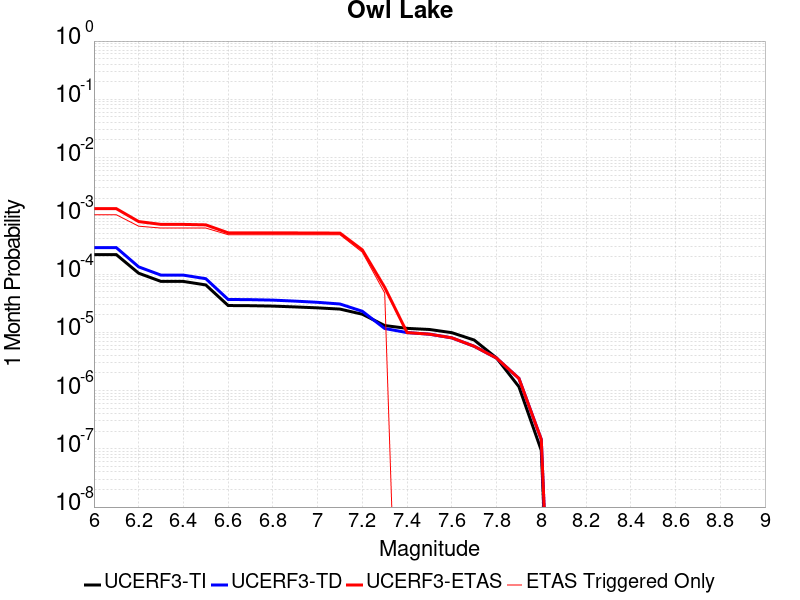 Owl Lake
10^0
10^-1
10^-2
10^-3
10^-4
10^-5
10^-6
10^-7
10^-8
1 Month Probability
6 6.2 6.4 6.6 6.8 7 7.2 7.4 7.6 7.8 8 8.2 8.4 8.6 8.8 9
Magnitude
UCERF3-TI UCERF3-TD UCERF3-ETAS ETAS Triggered Only